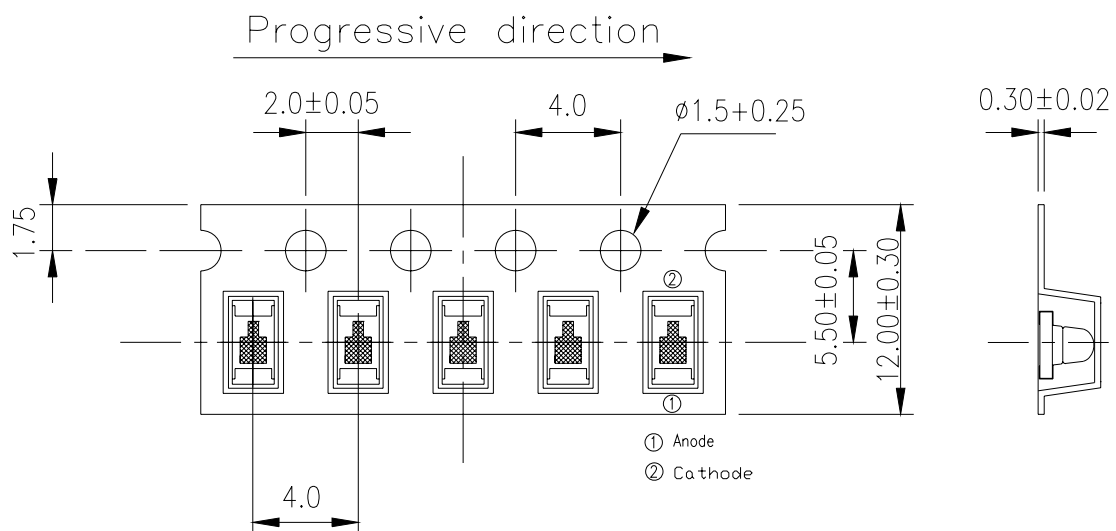 Progressive direction
2.0±0.05
4.0
ø1.5+0.25
0.30±0.02
1.75
②
5.50±0.05
12.00±0.30
①
① Anode
② Cathode
4.0